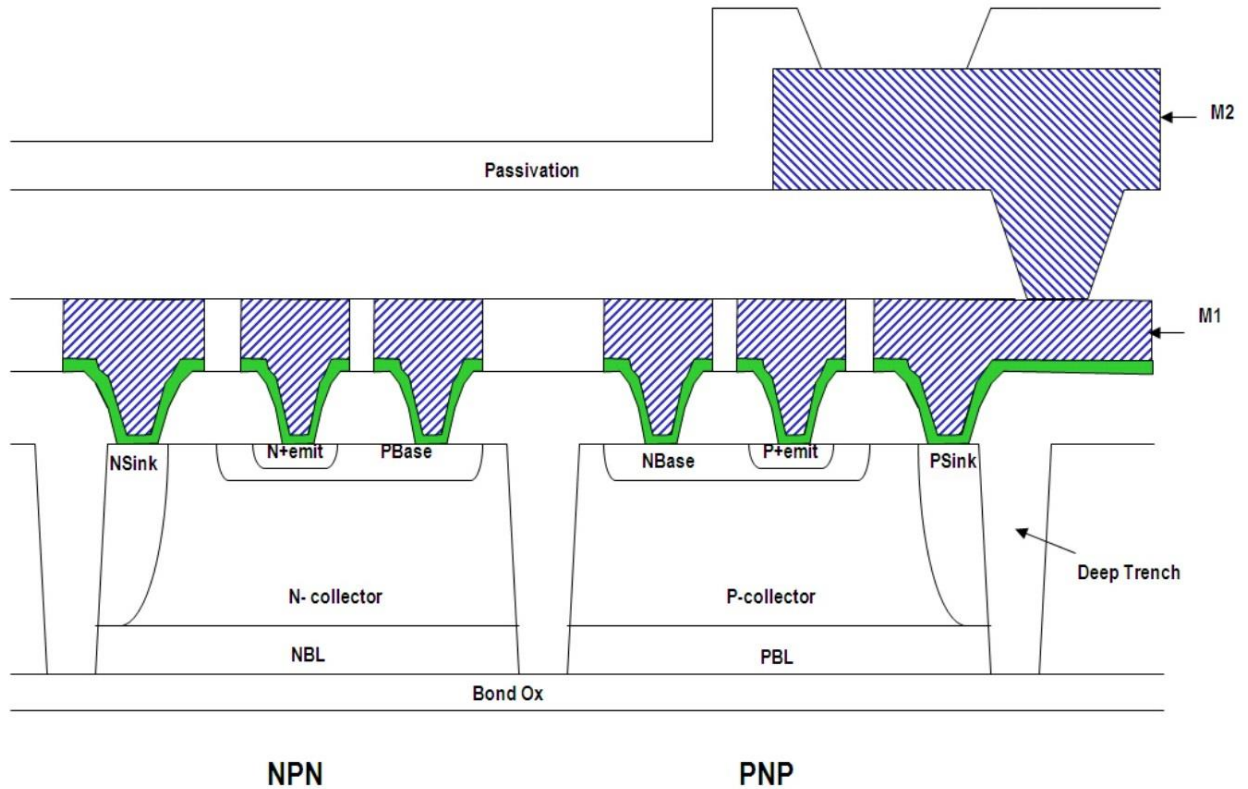 M2
Passivation
M1
NSink
N+emit
PBase
NBase
P+emit
PSink
Deep Trench
N- collector
P-collector
NBL
PBL
Bond Ox
NPN
PNP